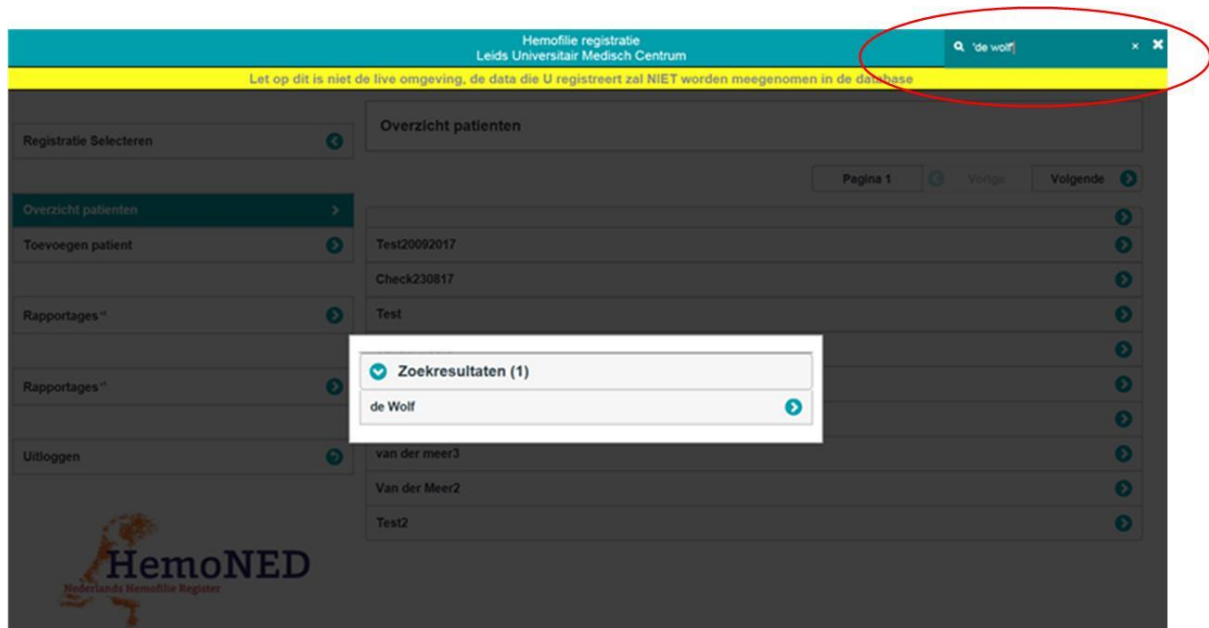 Hemofilie registratie
Leids Universitair Medisch Centrum
'de wolf'
Let op dit is niet de live omgeving, de data die U registreert zal NIET worden meegenomen in de database
Registratie Selecteren
Overzicht patienten
Toevoegen patient
Rapportages
Rapportages
Uitloggen
HemoNED
Nederlands Hemofilie Register
Overzicht patienten
Pagina 1
Vorige
Volgende
Test20092017
Check230817
Test
Zoekresultaten (1)
de Wolf
van der meer3
Van der Meer2
Test2